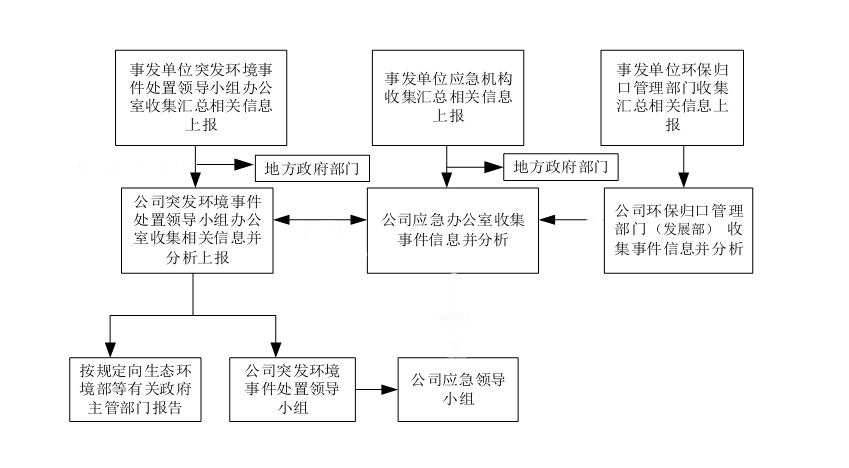 事发单位突发环境事
件处置领导小组办公
室收集汇总相关信息
上报
事发单位应急机构
收集汇总相关信息
上报
事发单位环保归
口管理部门收集
汇总相关信息上
报
地方政府部门
地方政府部门
公司突发环境事件
处置领导小组办公
室收集相关信息并
分析上报
公司应急办公室收集
事件信息并分析
公司环保归口管理
部门（发展部） 收
集事件信息并分析
按规定向生态环
境部等有关政府
主管部门报告
公司突发环境
事件处置领导
小组
公司应急领导
小组